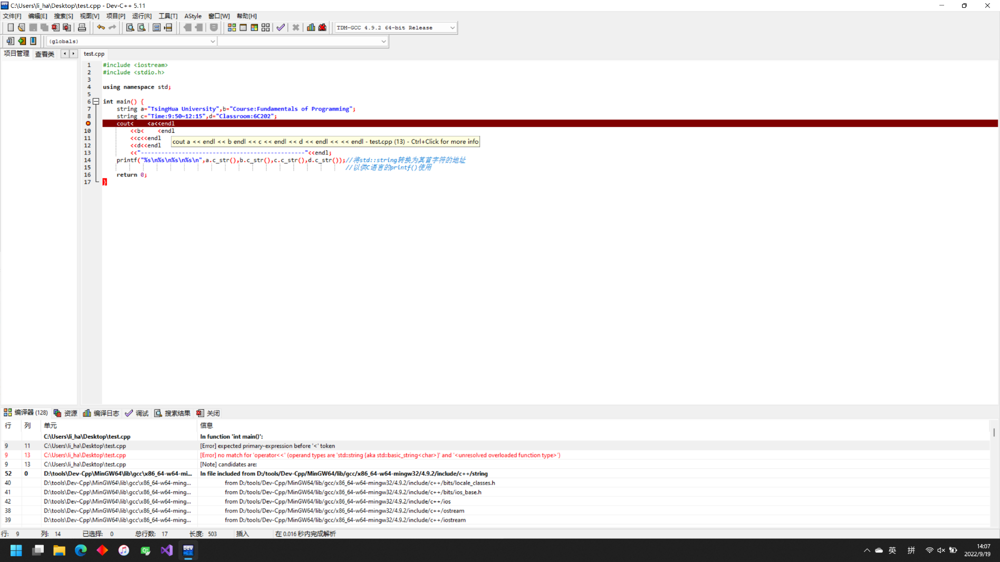 C:\Users\li_ha\Desktop\test.cpp - Dev-C++ 5.11
文件[F] 编辑[E] 搜索[S] 视图[V] 项目[P] 运行[R] 工具[T] AStyle 窗口[W] 帮助[H]
TDM-GCC 4.9.2 64-bit Release
(globals)
项目管理 查看类 test.cpp
1 #include <iostream>
2 #include <stdio.h>
3
4 using namespace std;
5
6 int main() {
7 string a="TsingHua University",b="Course:Fundamentals of Programming";
8 string c="Time:9:50~12:15",d="Classroom:6C202";
cout< <a<<endl
10 <<b< <endl
11 <<c<<endl
cout a << endl << b endl << c << endl << d << endl << << endl - test.cpp (13) - Ctrl+Click for more info
12 <<d<<endl
13 <<"------------------------------------------------"<<endl;
14 printf("%s\n%s\n%s\n%s\n",a.c_str(),b.c_str(),c.c_str(),d.c_str());//将std::string转换为其首字符的地址
15 //以供C语言的printf()使用
16 return 0;
17 }
编译器 (128) 资源 编译日志 调试 搜索结果 关闭
行 列 单元 信息
C:\Users\li_ha\Desktop\test.cpp In function 'int main()':
9 11 C:\Users\li_ha\Desktop\test.cpp [Error] expected primary-expression before '<' token
9 13 C:\Users\li_ha\Desktop\test.cpp [Error] no match for 'operator<<' (operand types are 'std::string {aka std::basic_string<char>}' and '<unresolved overloaded function type>')
9 13 C:\Users\li_ha\Desktop\test.cpp [Note] candidates are:
52 0 D:\tools\Dev-Cpp\MinGW64\lib\gcc\x86_64-w64-mi... In file included from D:/tools/Dev-Cpp/MinGW64/lib/gcc/x86_64-w64-mingw32/4.9.2/include/c++/string
40 D:\tools\Dev-Cpp\MinGW64\lib\gcc\x86_64-w64-ming... from D:/tools/Dev-Cpp/MinGW64/lib/gcc/x86_64-w64-mingw32/4.9.2/include/c++/bits/locale_classes.h
41 D:\tools\Dev-Cpp\MinGW64\lib\gcc\x86_64-w64-ming... from D:/tools/Dev-Cpp/MinGW64/lib/gcc/x86_64-w64-mingw32/4.9.2/include/c++/bits/ios_base.h
42 D:\tools\Dev-Cpp\MinGW64\lib\gcc\x86_64-w64-ming... from D:/tools/Dev-Cpp/MinGW64/lib/gcc/x86_64-w64-mingw32/4.9.2/include/c++/ios
38 D:\tools\Dev-Cpp\MinGW64\lib\gcc\x86_64-w64-ming... from D:/tools/Dev-Cpp/MinGW64/lib/gcc/x86_64-w64-mingw32/4.9.2/include/c++/ostream
39 D:\tools\Dev-Cpp\MinGW64\lib\gcc\x86_64-w64-ming... from D:/tools/Dev-Cpp/MinGW64/lib/gcc/x86_64-w64-mingw32/4.9.2/include/c++/iostream
行: 9 列: 14 已选择: 0 总行数: 17 长度: 503 插入 在 0.016 秒内完成解析
DEV
英 拼 14:07
2022/9/19